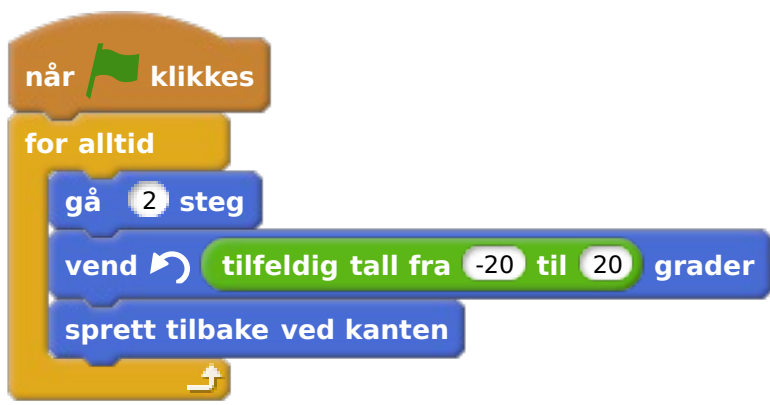 når klikkes
for alltid
gå 2 steg
vend tilfeldig tall fra -20 til 20 grader
sprett tilbake ved kanten